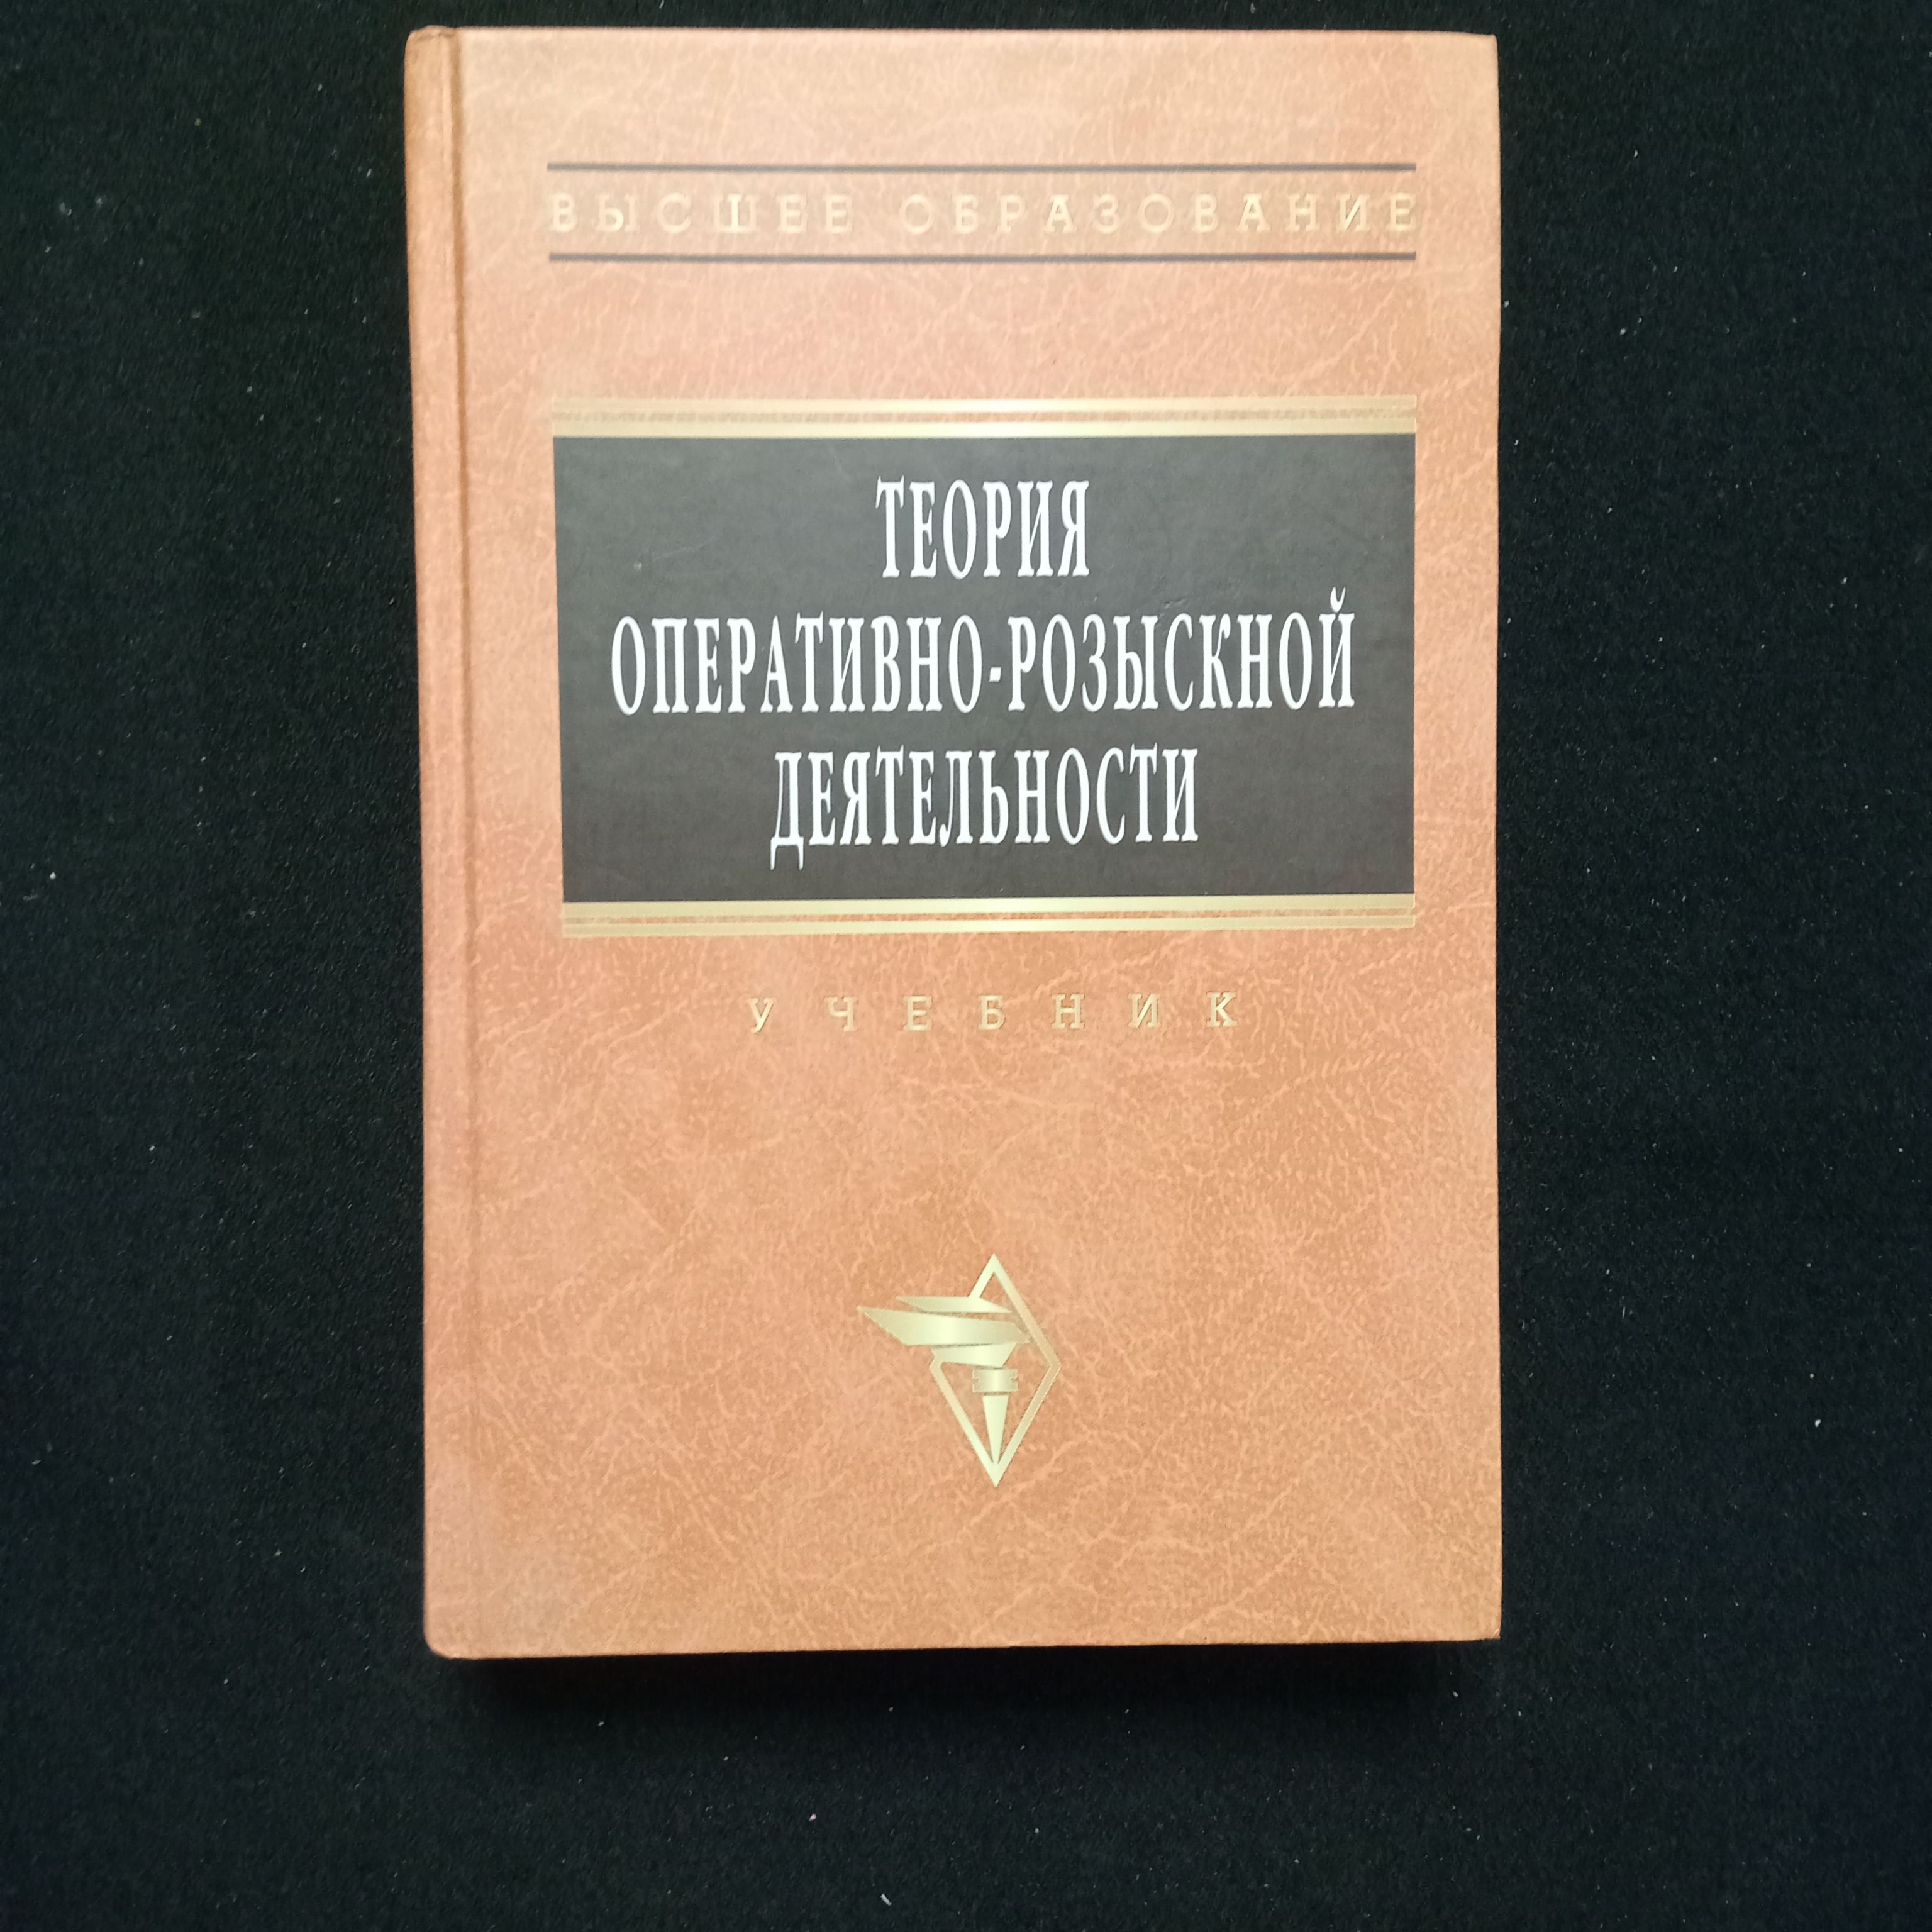 ВЫСШЕЕ ОБРАЗОВАНИЕ
ТЕОРИЯ
ОПЕРАТИВНО-РОЗЫСКНОЙ
ДЕЯТЕЛЬНОСТИ
УЧЕБНИК